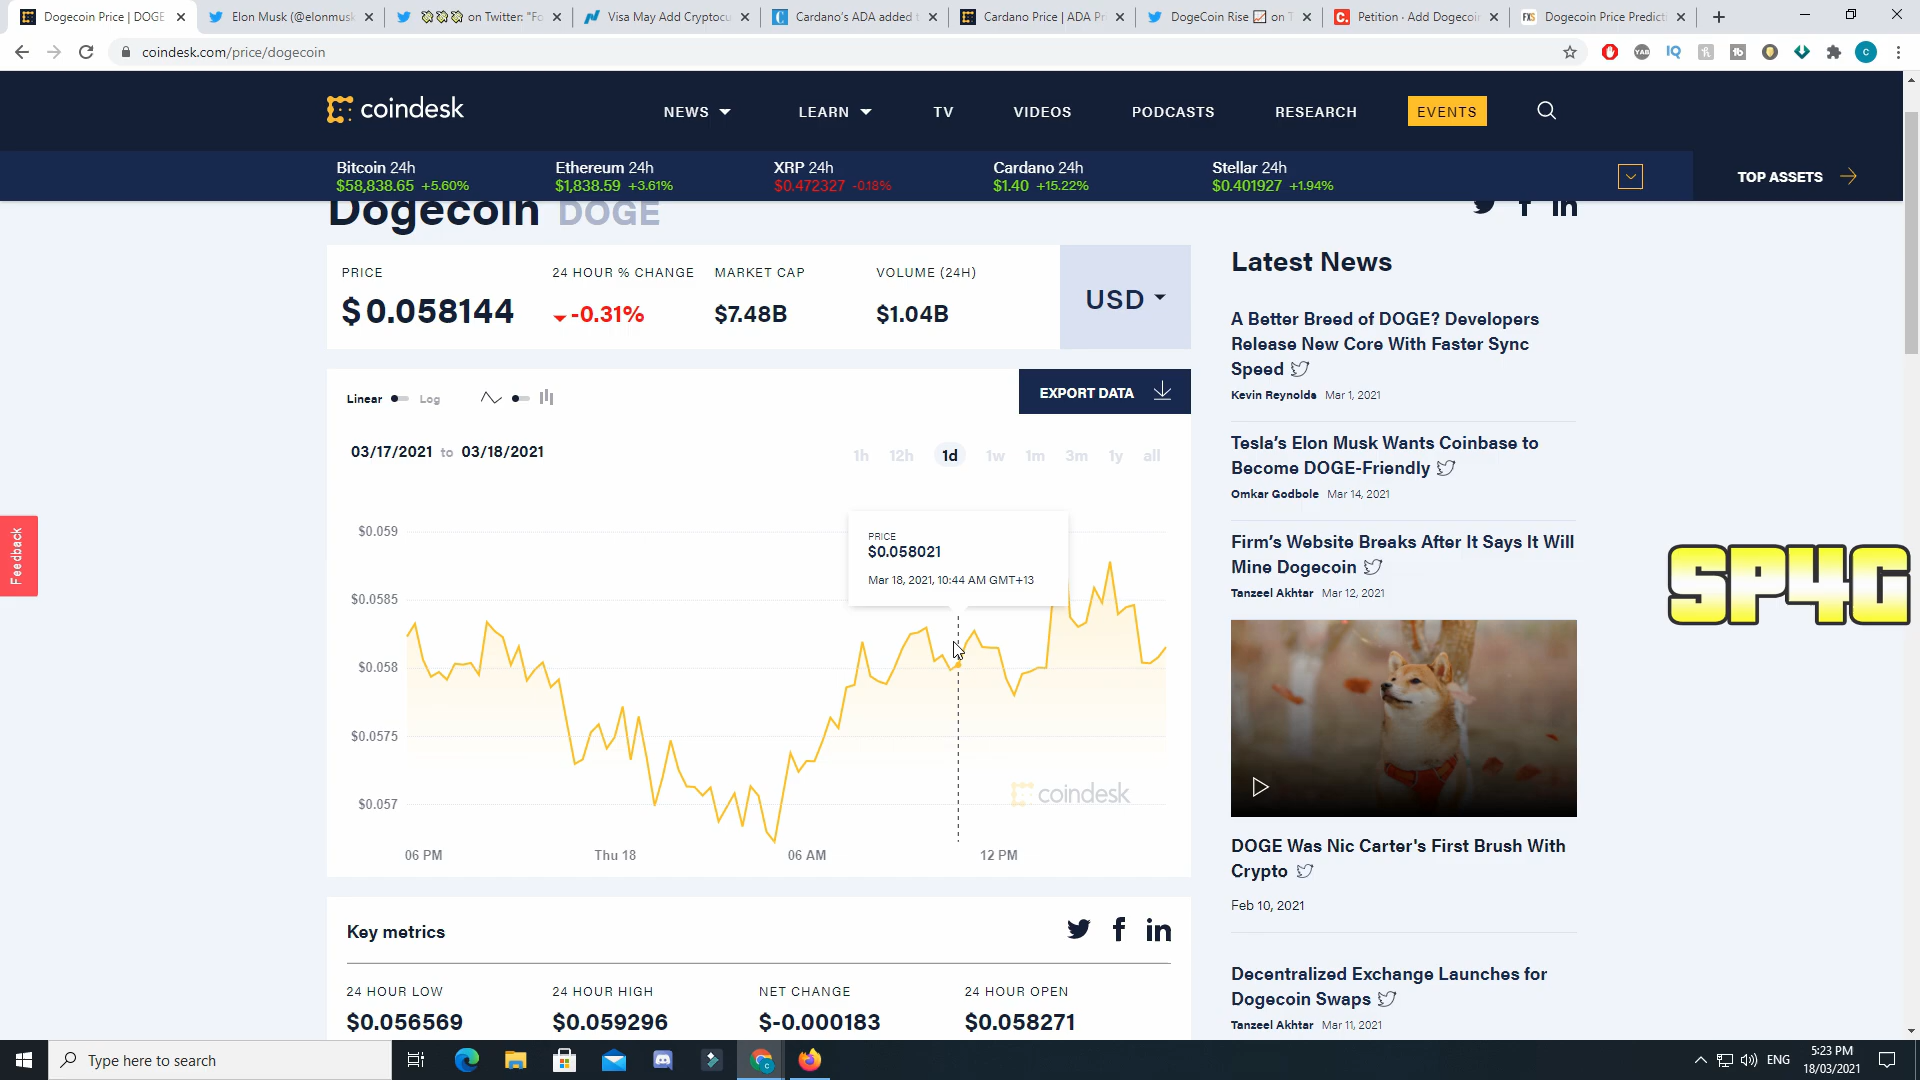 Dogecoin Price | DOGE
Elon Musk (@elonmusk
on Twitter: "Fo
Visa May Add Cryptocu
Cardano's ADA added t
Cardano Price | ADA Pr
DogeCoin Rise 📈 on T
Petition · Add Dogecoin
Dogecoin Price Predicti
coindesk.com/price/dogecoin
coindesk
NEWS
LEARN
TV
VIDEOS
PODCASTS
RESEARCH
EVENTS
Bitcoin 24h
$58,838.65 +5.60%
Ethereum 24h
$1,838.59 +3.61%
XRP 24h
$0.472327 -0.18%
Cardano 24h
$1.40 +15.22%
Stellar 24h
$0.401927 +1.94%
TOP ASSETS
Dogecoin DOGE
PRICE
$0.058144
24 HOUR % CHANGE
-0.31%
MARKET CAP
$7.48B
VOLUME (24H)
$1.04B
USD
Linear
Log
EXPORT DATA
03/17/2021 to 03/18/2021
1h 12h 1d 1w 1m 3m 1y all
$0.059
$0.0585
$0.058
$0.0575
$0.057
PRICE
$0.058021
Mar 18, 2021, 10:44 AM GMT+13
coindesk
06 PM
Thu 18
06 AM
12 PM
Key metrics
24 HOUR LOW
$0.056569
24 HOUR HIGH
$0.059296
NET CHANGE
$-0.000183
24 HOUR OPEN
$0.058271
Latest News
A Better Breed of DOGE? Developers
Release New Core With Faster Sync
Speed
Kevin Reynolds Mar 1, 2021
Tesla's Elon Musk Wants Coinbase to
Become DOGE-Friendly
Omkar Godbole Mar 14, 2021
Firm's Website Breaks After It Says It Will
Mine Dogecoin
Tanzeel Akhtar Mar 12, 2021
DOGE Was Nic Carter's First Brush With
Crypto
Feb 10, 2021
Decentralized Exchange Launches for
Dogecoin Swaps
Tanzeel Akhtar Mar 11, 2021
Feedback
SP4G
Type here to search
ENG
5:23 PM
18/03/2021